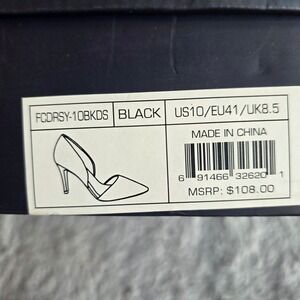 FCDRSY-10BKDS BLACK US10/EU41/UK8.5
MADE IN CHINA
6 91466 32620 1
MSRP: $108.00